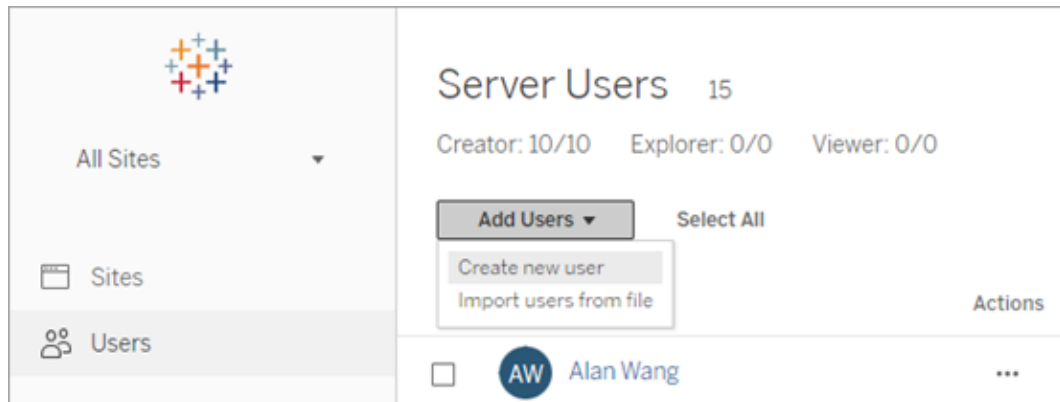 All Sites
Sites
Users
Server Users 15
Creator: 10/10 Explorer: 0/0 Viewer: 0/0
Add Users Select All
Create new user
Import users from file
Actions
AW Alan Wang